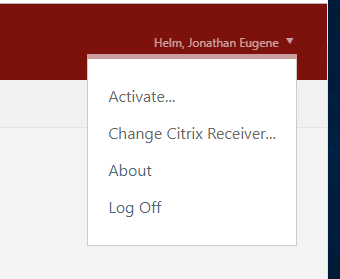 Helm, Jonathan Eugene
Activate...
Change Citrix Receiver...
About
Log Off